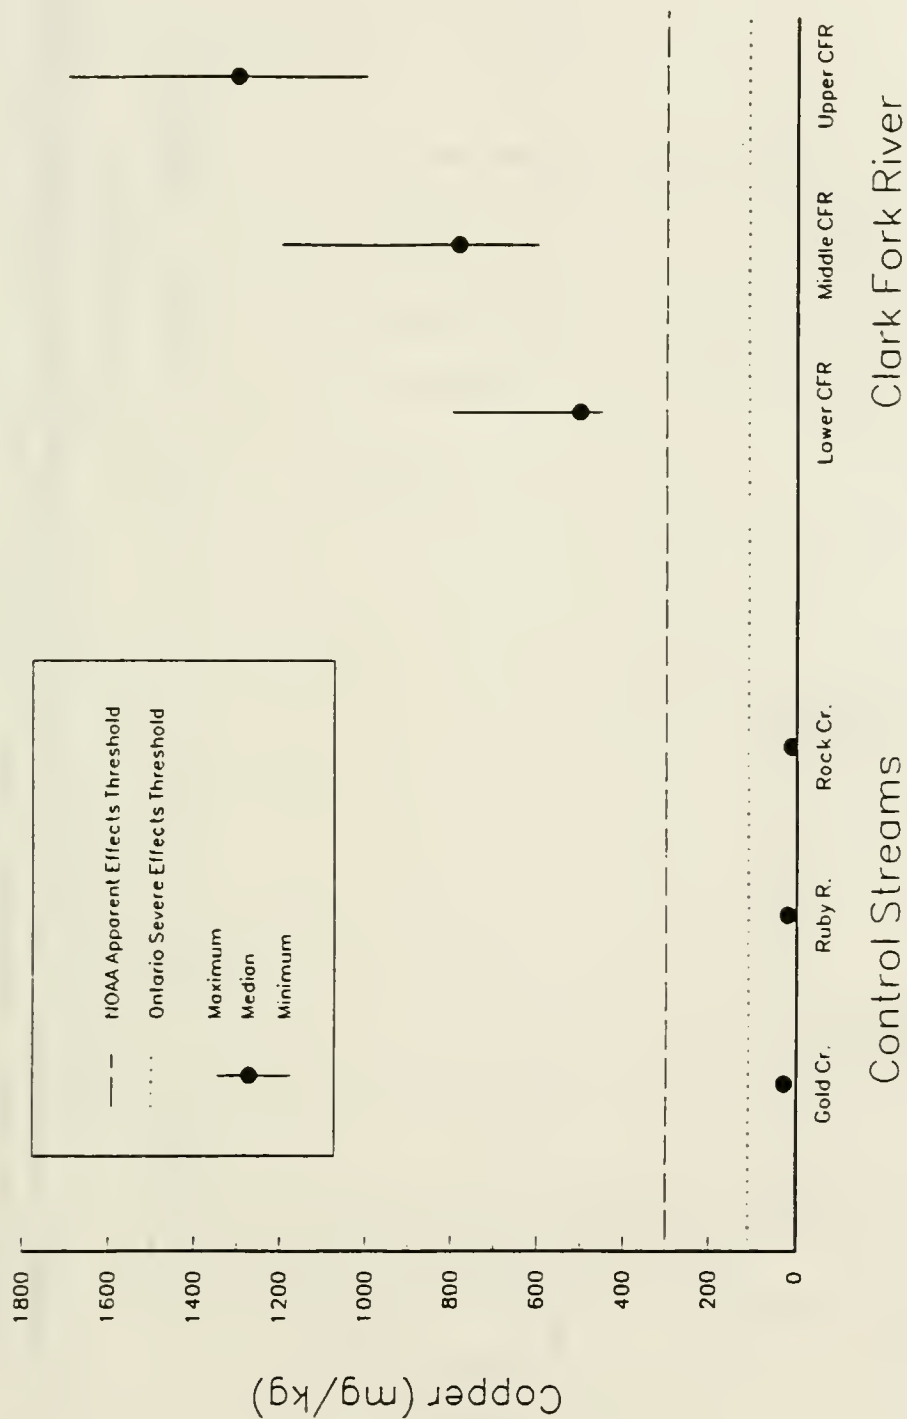 Copper (mg/kg)
1800
1600
1400
1200
1000
800
600
400
200
0
NOAA Apparent Effects Threshold
Ontario Severe Effects Threshold
Maximum
Median
Minimum
Gold Cr.
Ruby R.
Rock Cr.
Lower CFR
Middle CFR
Upper CFR
Control Streams
Clark Fork River